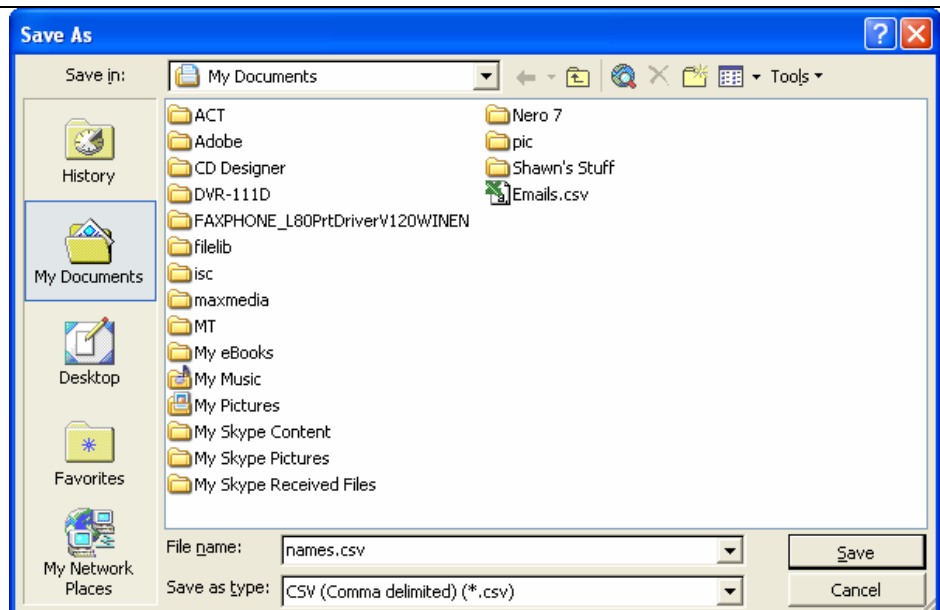 Save As
Save in:
My Documents
Tools
History
My Documents
Desktop
Favorites
My Network
Places
ACT
Adobe
CD Designer
DVR-111D
FAXPHONE_L80PrtDriverV120WINEN
filelib
isc
maxmedia
MT
My eBooks
My Music
My Pictures
My Skype Content
My Skype Pictures
My Skype Received Files
Nero 7
pic
Shawn's Stuff
Emails.csv
File name:
names.csv
Save
Save as type:
CSV (Comma delimited) (*.csv)
Cancel